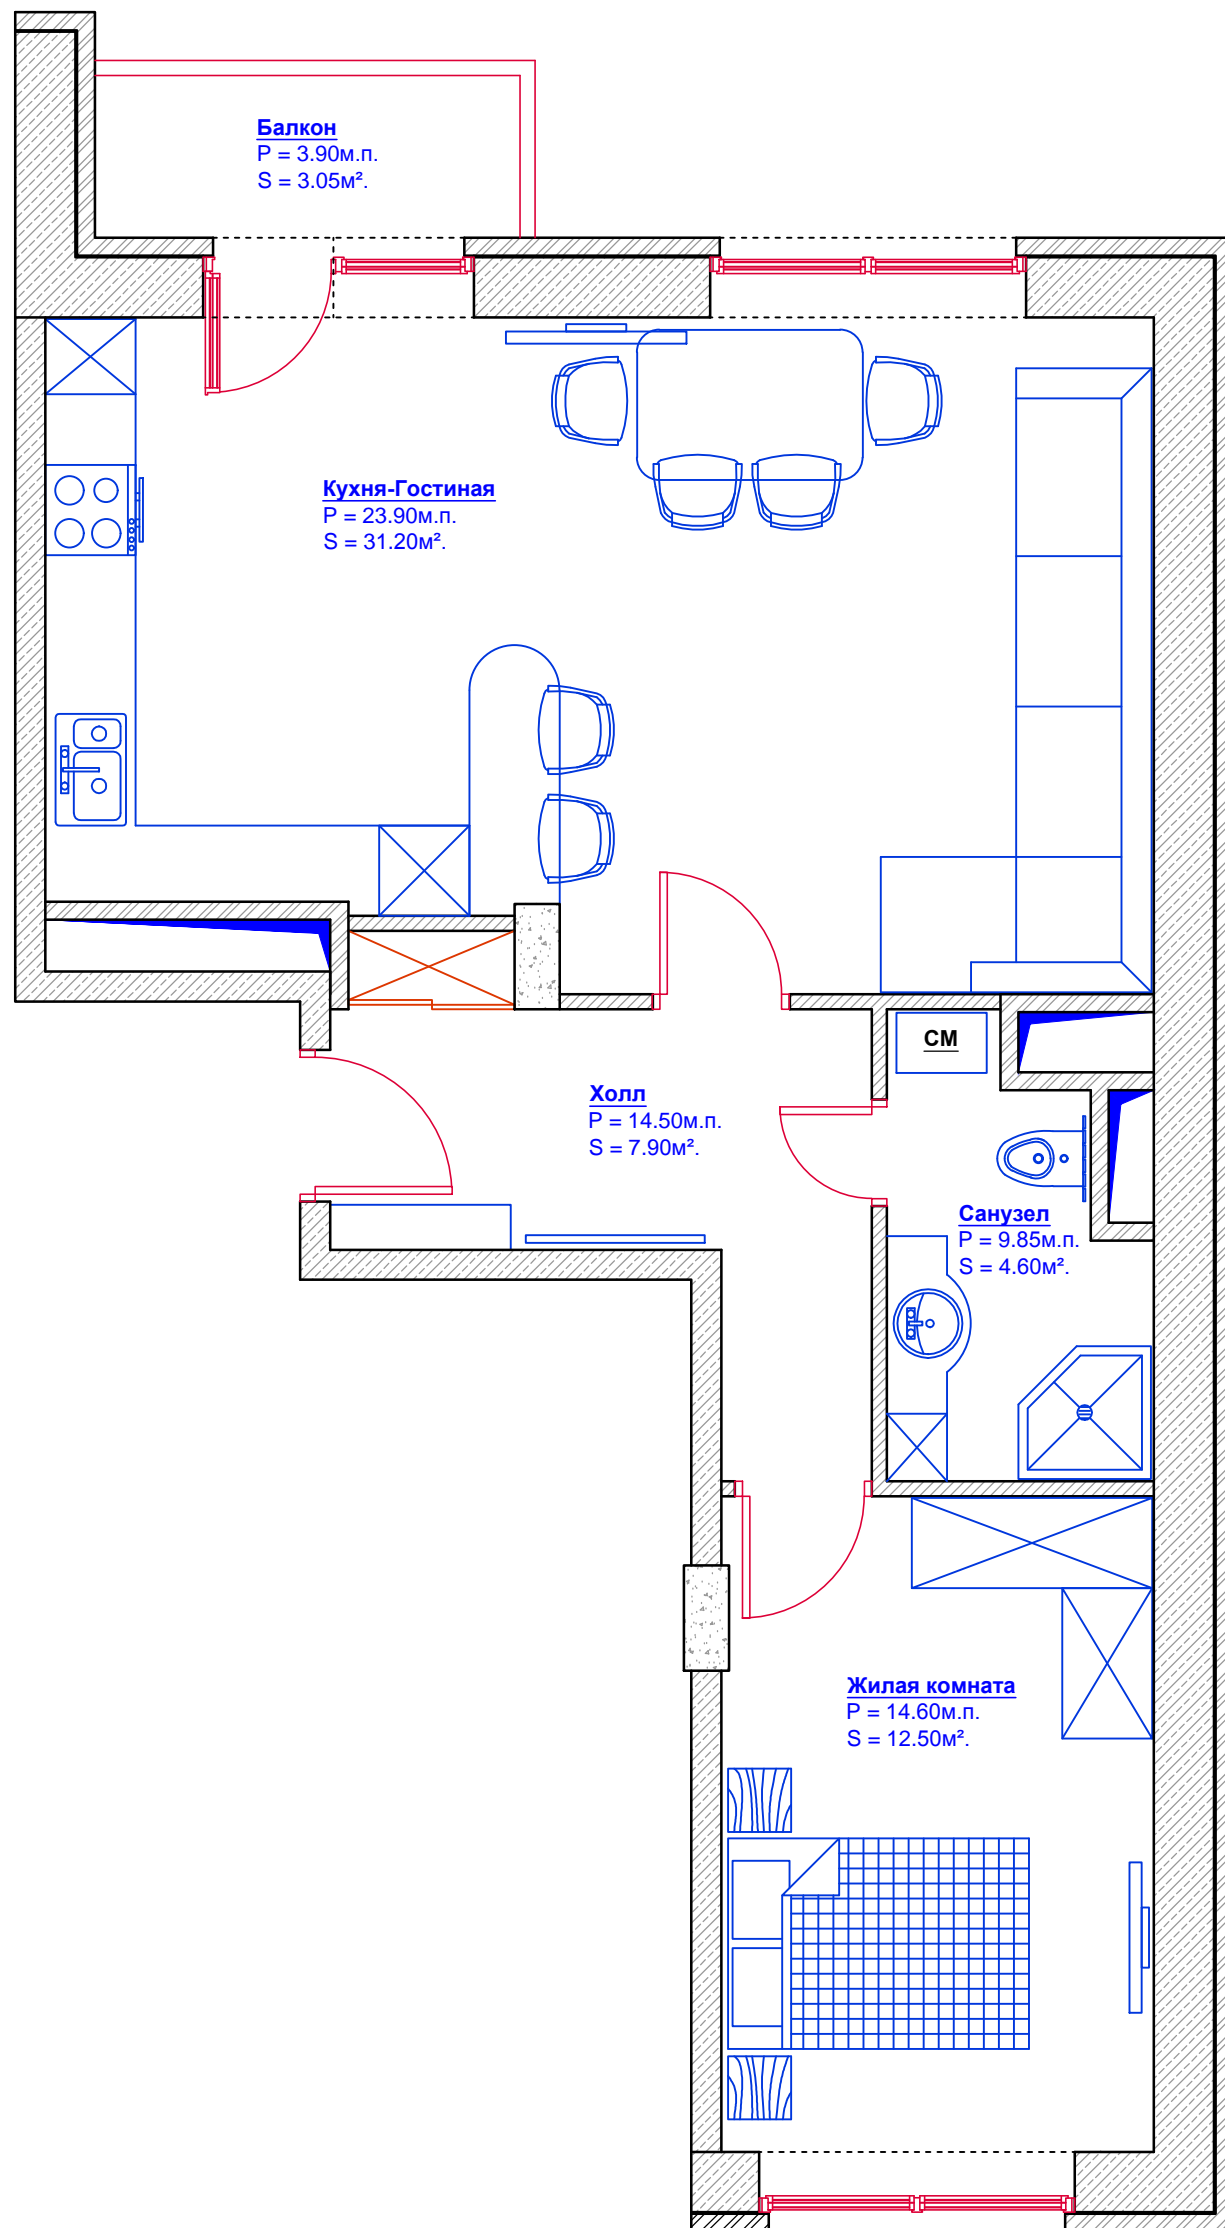 Балкон
P = 3.90м.п.
S = 3.05м².
Кухня-Гостиная
P = 23.90м.п.
S = 31.20м².
СМ
Холл
P = 14.50м.п.
S = 7.90м².
Санузел
P = 9.85м.п.
S = 4.60м².
Жилая комната
P = 14.60м.п.
S = 12.50м².